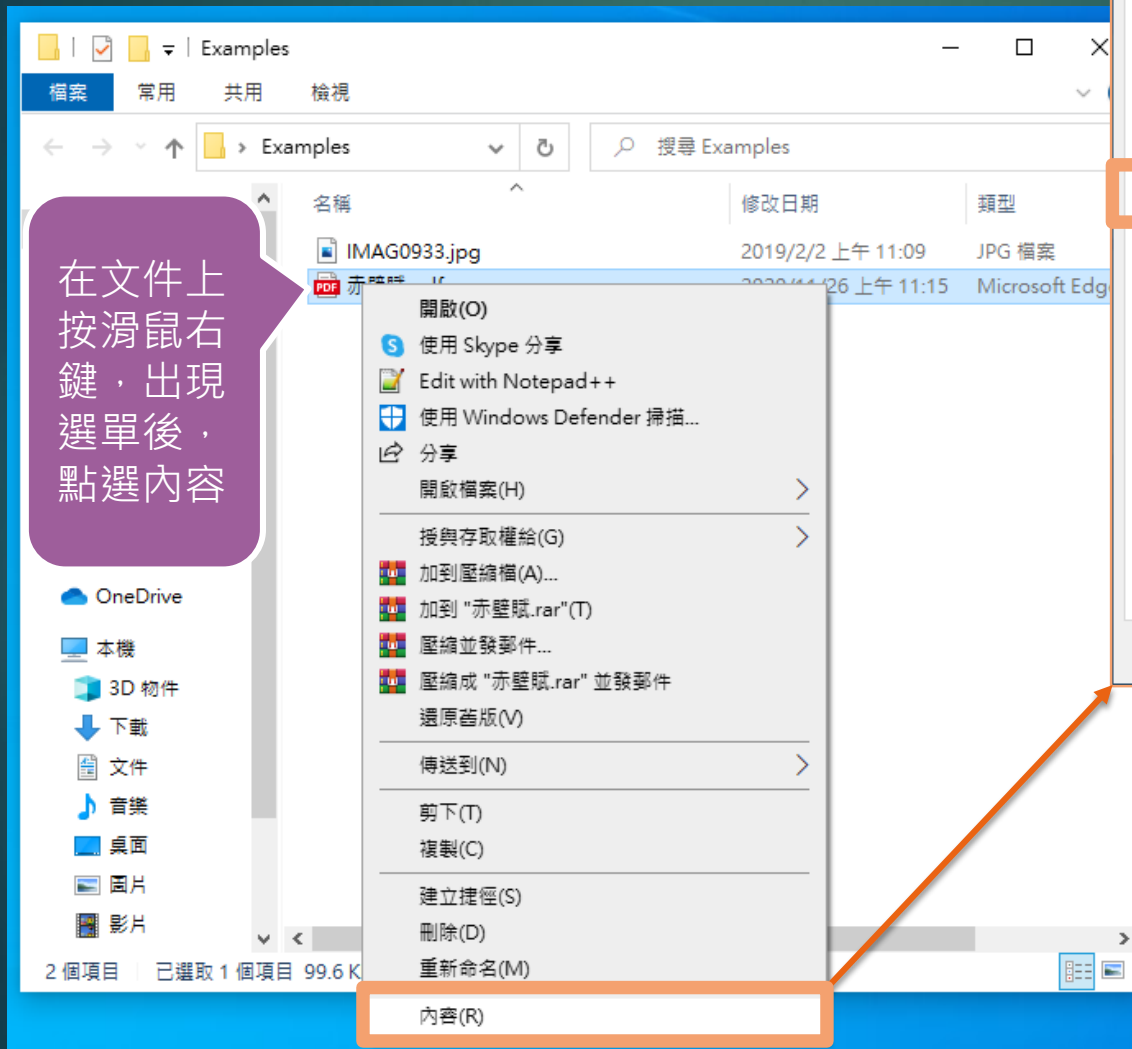 Examples
檔案 常用 共用 檢視
Examples 搜尋 Examples
名稱 修改日期 類型
IMAG0933.jpg 2019/2/2 上午 11:09 JPG 檔案
上午 11:15 Microsoft Edg
在文件上
按滑鼠右
鍵，出現
選單後，
點選內容
開啟(O)
使用 Skype 分享
Edit with Notepad++
使用 Windows Defender 掃描...
分享
開啟檔案(H)
授與存取權給(G)
加到壓縮檔(A)...
加到 "赤壁賦.rar"(T)
壓縮並發郵件...
壓縮成 "赤壁賦.rar" 並發郵件
還原舊版(V)
傳送到(N)
剪下(T)
複製(C)
建立捷徑(S)
刪除(D)
重新命名(M)
內容(R)
OneDrive
本機
3D 物件
下載
文件
音樂
桌面
圖片
影片
2 個項目 已選取 1 個項目 99.6 K